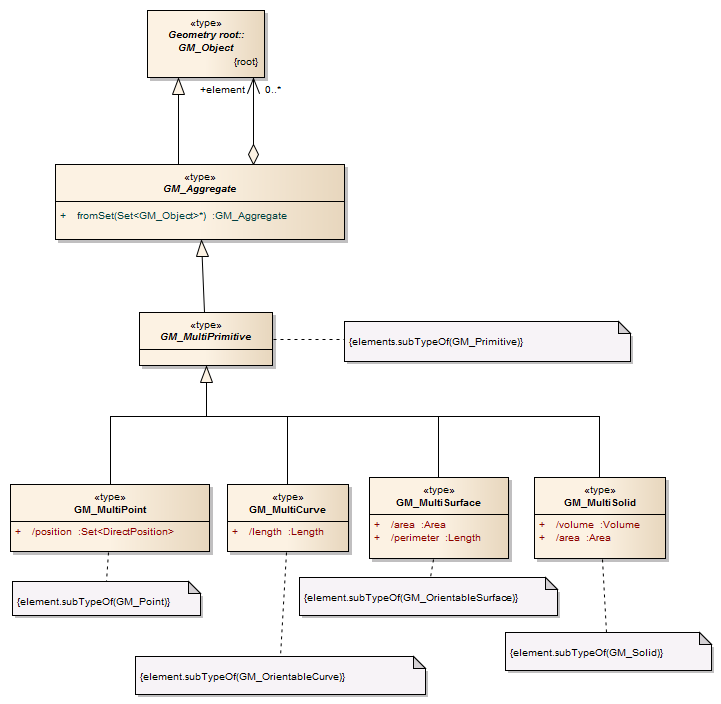 «type»
Geometry root::
GM_Object
{root}
+element 0..*
«type»
GM_Aggregate
+ fromSet(Set<GM_Object>*) :GM_Aggregate
«type»
GM_MultiPrimitive
{elements.subTypeOf(GM_Primitive)}
«type»
GM_MultiPoint
+ /position :Set<DirectPosition>
«type»
GM_MultiCurve
+ /length :Length
«type»
GM_MultiSurface
+ /area :Area
+ /perimeter :Length
«type»
GM_MultiSolid
+ /volume :Volume
+ /area :Area
{element.subTypeOf(GM_Point)}
{element.subTypeOf(GM_OrientableSurface)}
{element.subTypeOf(GM_Solid)}
{element.subTypeOf(GM_OrientableCurve)}